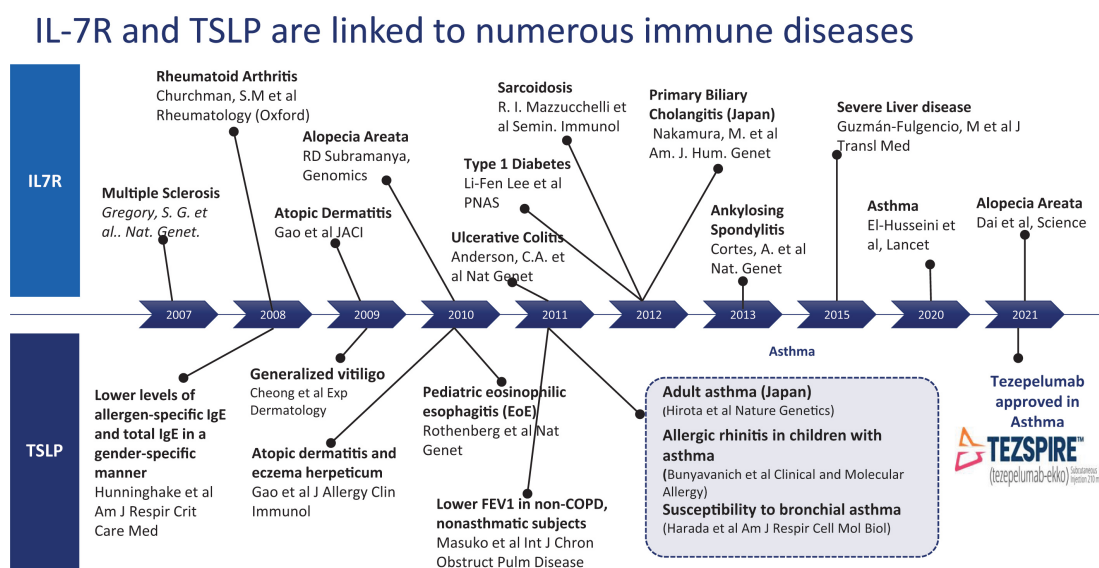 IL-7R and TSLP are linked to numerous immune diseases
IL7R
Multiple Sclerosis
Gregory, S. G. et
al.. Nat. Genet.
Rheumatoid Arthritis
Churchman, S.M et al
Rheumatology (Oxford)
Atopic Dermatitis
Gao et al JACI
Alopecia Areata
RD Subramanya,
Genomics
Ulcerative Colitis
Anderson, C.A. et
al Nat Genet
Type 1 Diabetes
Li-Fen Lee et al
PNAS
Sarcoidosis
R. I. Mazzucchelli et
al Semin. Immunol
Primary Biliary
Cholangitis (Japan)
Nakamura, M. et al
Am. J. Hum. Genet
Ankylosing
Spondylitis
Cortes, A. et al
Nat. Genet
Severe Liver disease
Guzmán-Fulgencio, M et al J
Transl Med
Asthma
El-Husseini et
al, Lancet
Alopecia Areata
Dai et al, Science
2007
2008
2009
2010
2011
2012
2013
2015
2020
2021
TSLP
Lower levels of
allergen-specific IgE
and total IgE in a
gender-specific
manner
Hunninghake et al
Am J Respir Crit
Care Med
Generalized vitiligo
Cheong et al Exp
Dermatology
Atopic dermatitis and
eczema herpeticum
Gao et al J Allergy Clin
Immunol
Pediatric eosinophilic
esophagitis (EoE)
Rothenberg et al Nat
Genet
Lower FEV1 in non-COPD,
nonasthmatic subjects
Masuko et al Int J Chron
Obstruct Pulm Disease
Asthma
Adult asthma (Japan)
(Hirota et al Nature Genetics)
Allergic rhinitis in children with
asthma
(Bunyavanich et al Clinical and Molecular
Allergy)
Susceptibility to bronchial asthma
(Harada et al Am J Respir Cell Mol Biol)
Tezepelumab
approved in
Asthma
TEZSPIRE™
(tezepelumab-ekko)
Subcutaneous
Injection 210 m